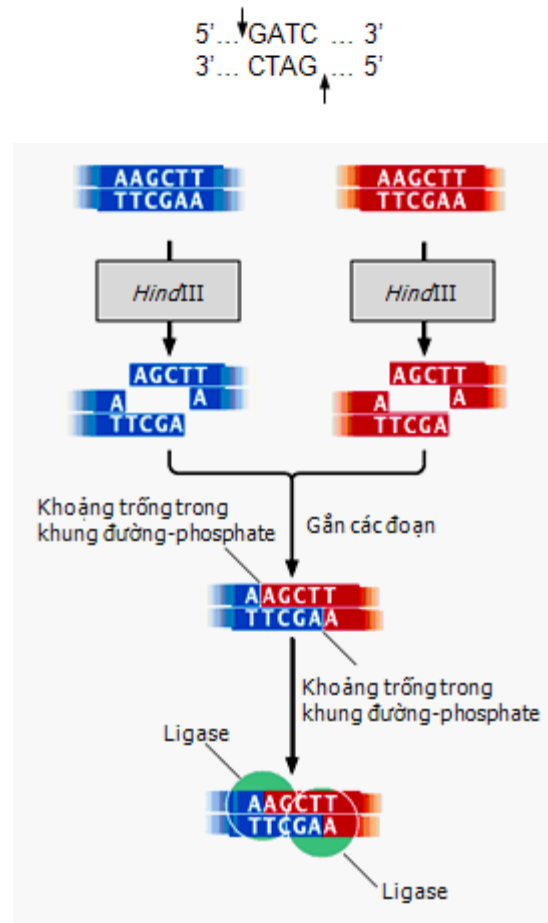 5’...GATC ... 3’
3’... CTAG ... 5’
AAGCTT AAGCTT
TTCGAA TTCGAA
HindIII HindIII
AGCTT AGCTT
A A A A
TTCGA TTCGA
Khoảng trống trong
khung đường-phosphate
Gắn các đoạn
AAGCTT
TTCGAA
Khoảng trống trong
khung đường-phosphate
Ligase
AAGCTT
TTCGAA
Ligase